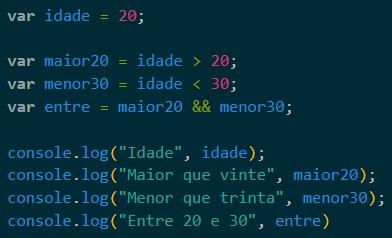 var idade = 20;
var maior20 = idade > 20;
var menor30 = idade < 30;
var entre = maior20 && menor30;
console.log("Idade", idade);
console.log("Maior que vinte", maior20);
console.log("Menor que trinta", menor30);
console.log("Entre 20 e 30", entre)